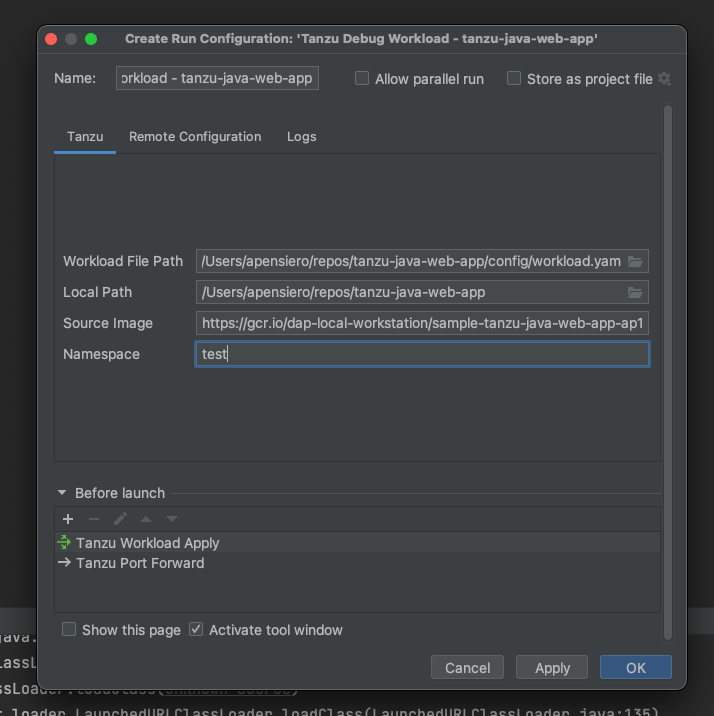 Create Run Configuration: 'Tanzu Debug Workload - tanzu-java-web-app'
Name: orkload - tanzu-java-web-app Allow parallel run Store as project file
Tanzu Remote Configuration Logs
Workload File Path /Users/apensiero/repos/tanzu-java-web-app/config/workload.yam
Local Path /Users/apensiero/repos/tanzu-java-web-app
Source Image https://gcr.io/dap-local-workstation/sample-tanzu-java-web-app-ap1
Namespace test
Before launch
Tanzu Workload Apply
Tanzu Port Forward
Show this page Activate tool window
Cancel Apply OK
java.
lassL
ssLoader.loadClass(
t.loader.LaunchedURLClassLoader.loadClass(LaunchedURLClassLoader.java:135)